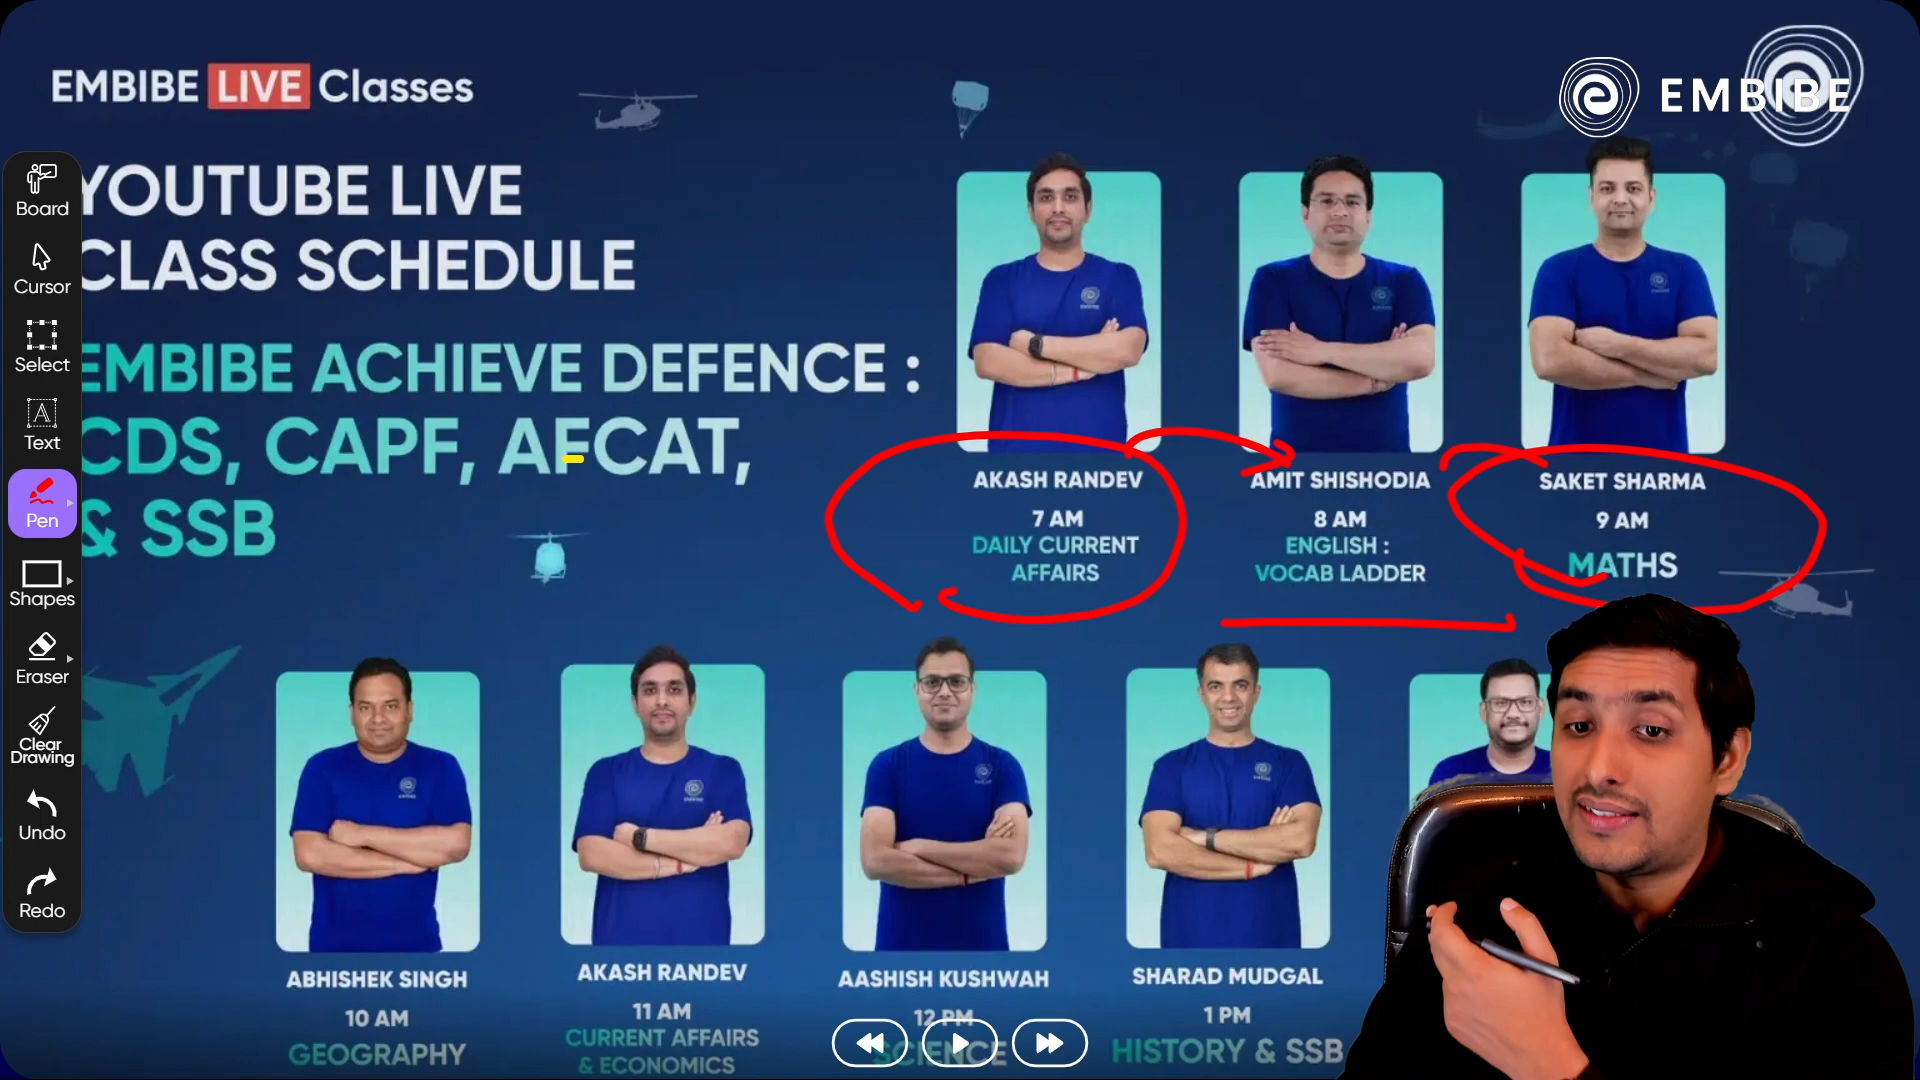 EMBIBE LIVE Classes
EMBIBE
YOUTUBE LIVE
CLASS SCHEDULE
EMBIBE ACHIEVE DEFENCE :
CDS, CAPF, AFCAT,
& SSB
Board
Cursor
Select
Text
Pen
Shapes
Eraser
Clear
Drawing
Undo
Redo
AKASH RANDEV
7 AM
DAILY CURRENT
AFFAIRS
AMIT SHISHODIA
8 AM
ENGLISH :
VOCAB LADDER
SAKET SHARMA
9 AM
MATHS
ABHISHEK SINGH
10 AM
GEOGRAPHY
AKASH RANDEV
11 AM
CURRENT AFFAIRS
& ECONOMICS
AASHISH KUSHWAH
12 PM
SCIENCE
SHARAD MUDGAL
1 PM
HISTORY & SSB